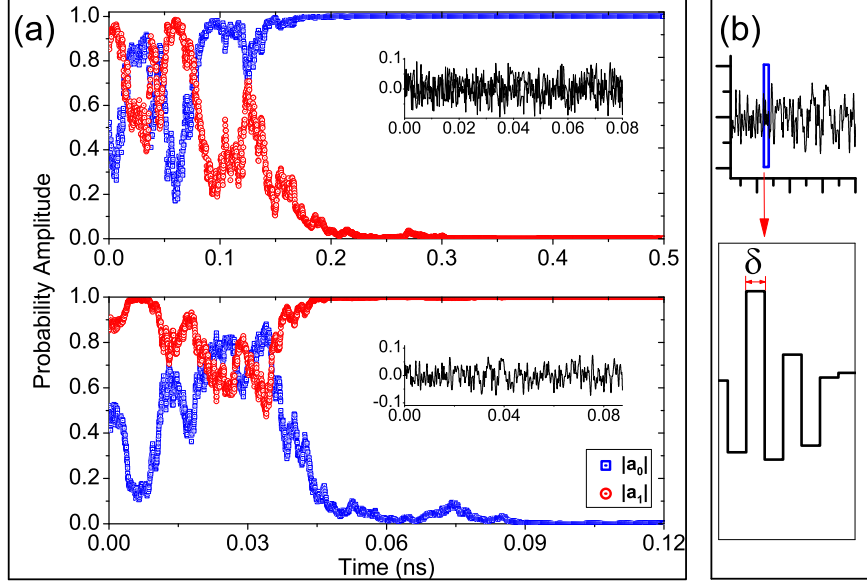 (a)
Probability Amplitude
1.0
0.8
0.6
0.4
0.2
0.0
0.0 0.1 0.2 0.3 0.4 0.5
0.1
0.0
0.00 0.02 0.04 0.06 0.08
1.0
0.8
0.6
0.4
0.2
0.0
0.00 0.03 0.06 0.09 0.12
0.1
0.0
-0.1
0.00 0.04 0.08
|a₀|
|a₁|
Time (ns)
(b)
δ